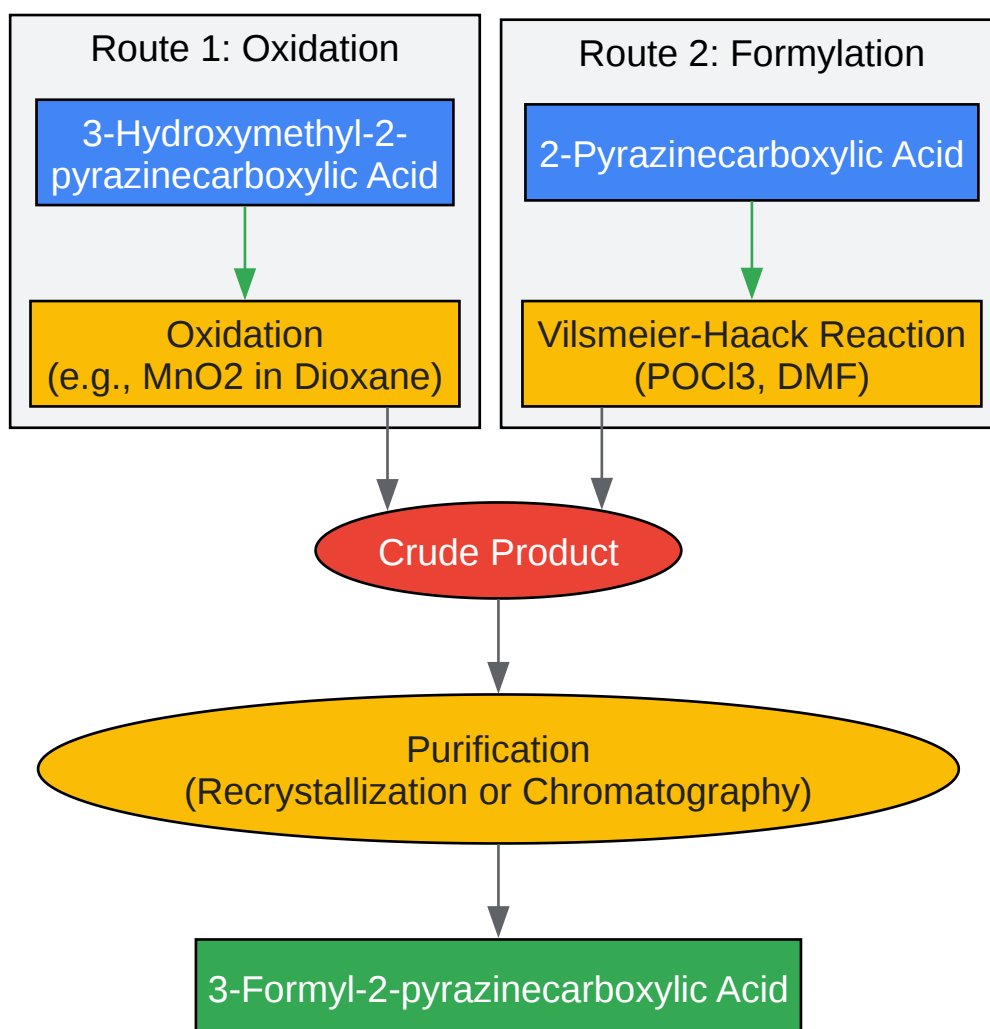 Route 1: Oxidation
3-Hydroxymethyl-2-
pyrazinecarboxylic Acid
Oxidation
(e.g., MnO2 in Dioxane)
Route 2: Formylation
2-Pyrazinecarboxylic Acid
Vilsmeier-Haack Reaction
(POCl3, DMF)
Crude Product
Purification
(Recrystallization or Chromatography)
3-Formyl-2-pyrazinecarboxylic Acid